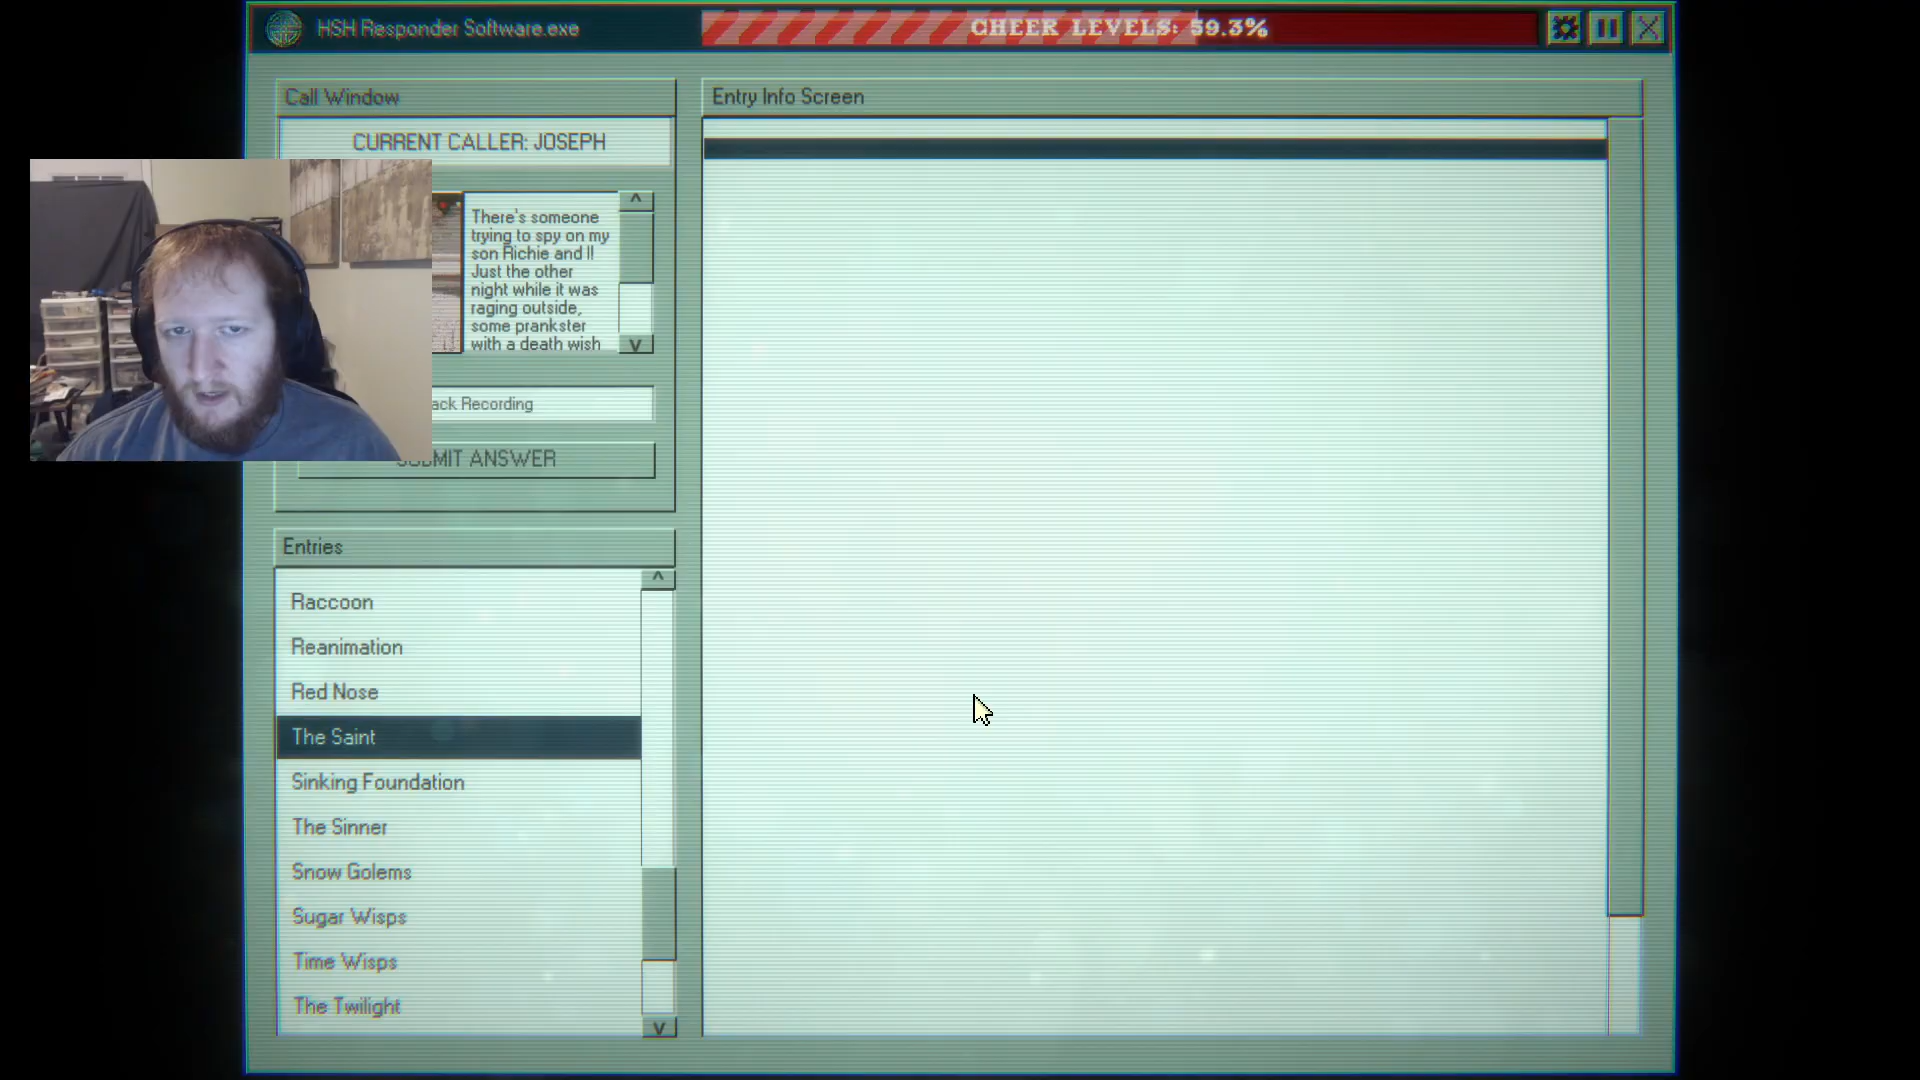 HSH Responder Software.exe
CHEER LEVELS: 59.3%
Call Window
CURRENT CALLER: JOSEPH
There's someone
trying to spy on my
son Richie and I!
Just the other
night while it was
raging outside,
some prankster
with a death wish
ack Recording
SUBMIT ANSWER
Entries
Raccoon
Reanimation
Red Nose
The Saint
Sinking Foundation
The Sinner
Snow Golems
Sugar Wisps
Time Wisps
The Twilight
Entry Info Screen